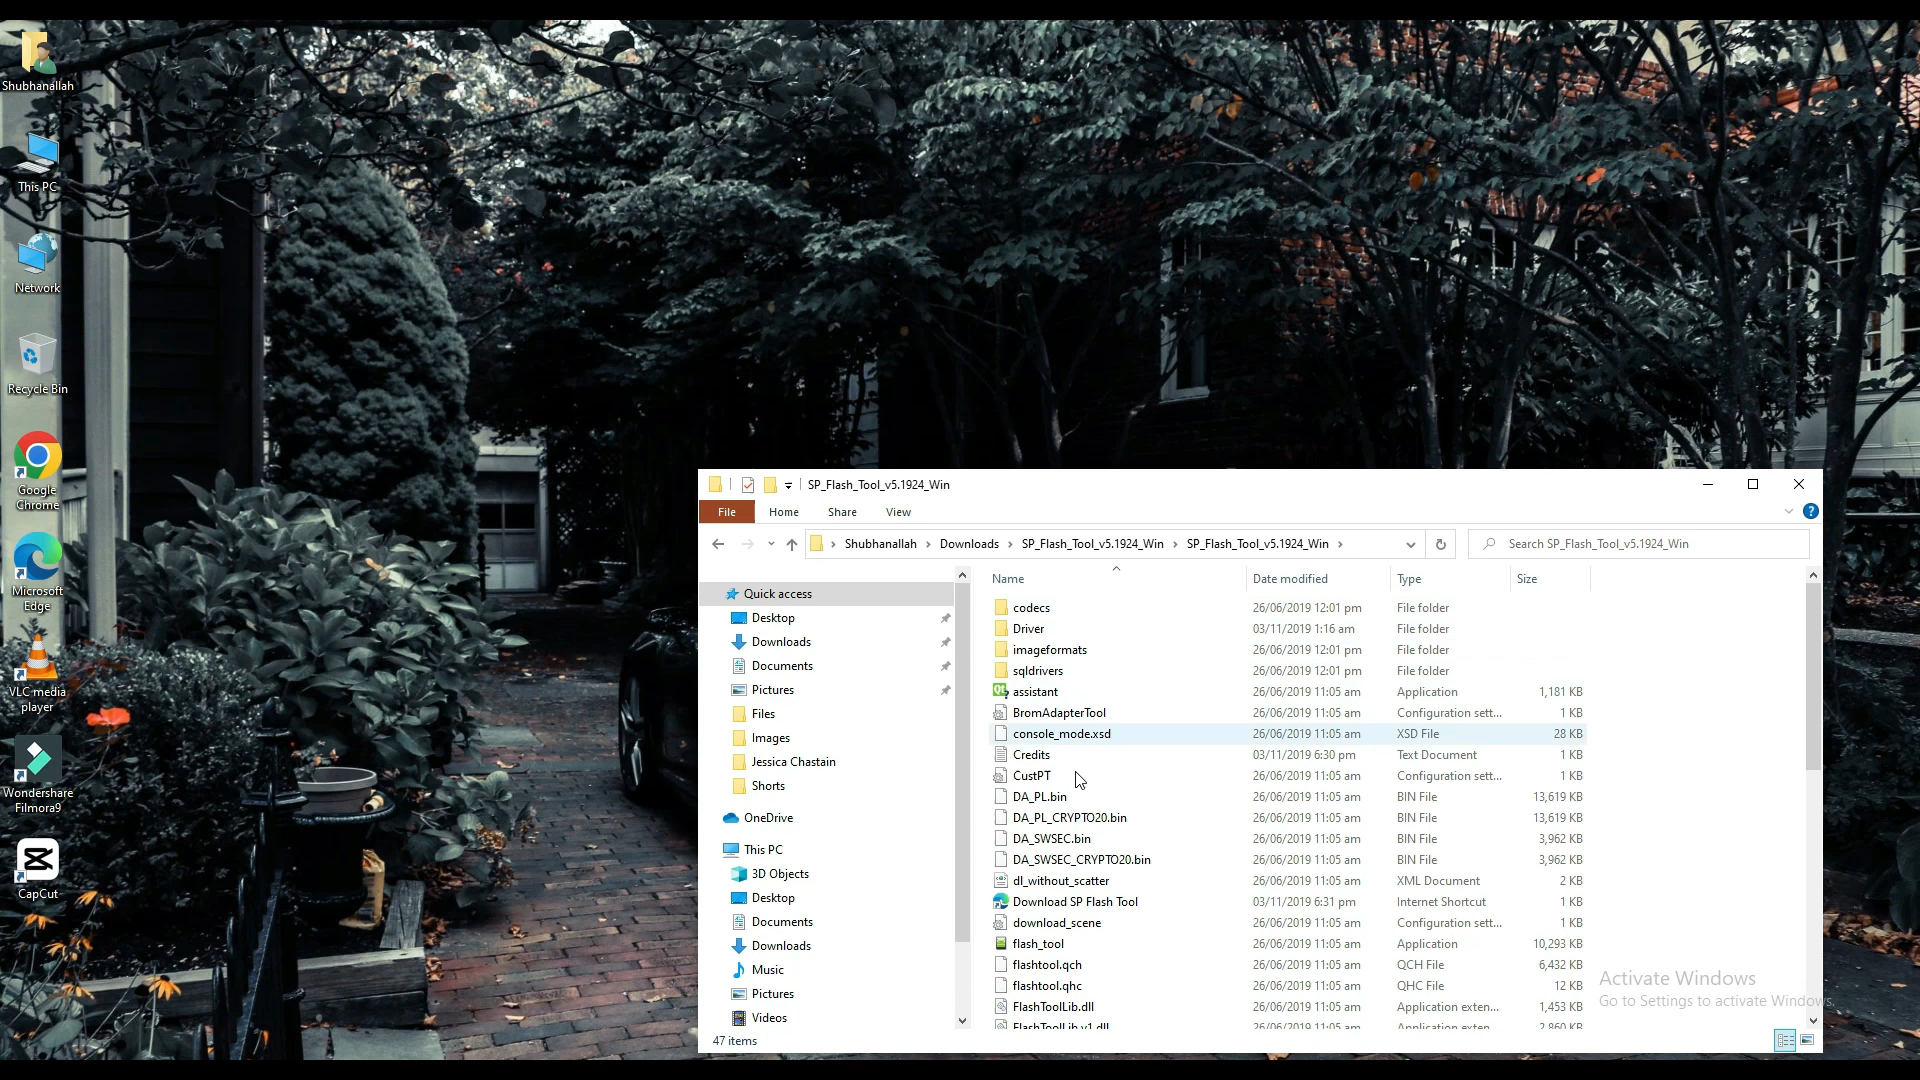 Shubhanallah
This PC
Network
Recycle Bin
Google
Chrome
Microsoft
Edge
VLC media
player
Wondershare
Filmora9
CapCut
SP_Flash_Tool_v5.1924_Win
File Home Share View
Shubhanallah Downloads SP_Flash_Tool_v5.1924_Win SP_Flash_Tool_v5.1924_Win
Search SP_Flash_Tool_v5.1924_Win
Quick access
Desktop
Downloads
Documents
Pictures
Files
Images
Jessica Chastain
Shorts
OneDrive
This PC
3D Objects
Desktop
Documents
Downloads
Music
Pictures
Videos
Name Date modified Type Size
codecs 26/06/2019 12:01 pm File folder
Driver 03/11/2019 1:16 am File folder
imageformats 26/06/2019 12:01 pm File folder
sqldrivers 26/06/2019 12:01 pm File folder
assistant 26/06/2019 11:05 am Application 1,181 KB
BromAdapterTool 26/06/2019 11:05 am Configuration sett... 1 KB
console_mode.xsd 26/06/2019 11:05 am XSD File 28 KB
Credits 03/11/2019 6:30 pm Text Document 1 KB
CustPT 26/06/2019 11:05 am Configuration sett... 1 KB
DA_PL.bin 26/06/2019 11:05 am BIN File 13,619 KB
DA_PL_CRYPTO20.bin 26/06/2019 11:05 am BIN File 13,619 KB
DA_SWSEC.bin 26/06/2019 11:05 am BIN File 3,962 KB
DA_SWSEC_CRYPTO20.bin 26/06/2019 11:05 am BIN File 3,962 KB
dl_without_scatter 26/06/2019 11:05 am XML Document 2 KB
Download SP Flash Tool 03/11/2019 6:31 pm Internet Shortcut 1 KB
download_scene 26/06/2019 11:05 am Configuration sett... 1 KB
flash_tool 26/06/2019 11:05 am Application 10,293 KB
flashtool.qch 26/06/2019 11:05 am QCH File 6,432 KB
flashtool.qhc 26/06/2019 11:05 am QHC File 12 KB
FlashToolLib.dll 26/06/2019 11:05 am Application exten... 1,453 KB
FlashToolLib.v1.dll 26/06/2019 11:05 am Application exten... 2,860 KB
47 items
Activate Windows
Go to Settings to activate Windows.